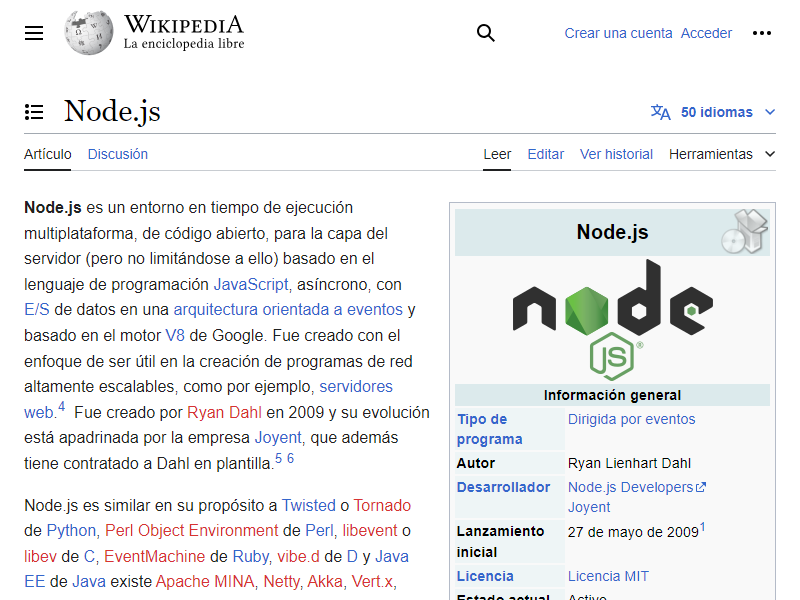 WIKIPEDIA
La enciclopedia libre
Crear una cuenta Acceder
Node.js
50 idiomas
Artículo Discusión
Leer Editar Ver historial Herramientas
Node.js es un entorno en tiempo de ejecución
multiplataforma, de código abierto, para la capa del
servidor (pero no limitándose a ello) basado en el
lenguaje de programación JavaScript, asíncrono, con
E/S de datos en una arquitectura orientada a eventos y
basado en el motor V8 de Google. Fue creado con el
enfoque de ser útil en la creación de programas de red
altamente escalables, como por ejemplo, servidores
web.4 Fue creado por Ryan Dahl en 2009 y su evolución
está apadrinada por la empresa Joyent, que además
tiene contratado a Dahl en plantilla.5 6
Node.js es similar en su propósito a Twisted o Tornado
de Python, Perl Object Environment de Perl, libevent o
libev de C, EventMachine de Ruby, vibe.d de D y Java
EE de Java existe Apache MINA, Netty, Akka, Vert.x,
Node.js
node
JS®
Información general
Tipo de programa Dirigida por eventos
Autor Ryan Lienhart Dahl
Desarrollador Node.js Developers
Joyent
Lanzamiento inicial 27 de mayo de 20091
Licencia Licencia MIT
Estado actual Activo